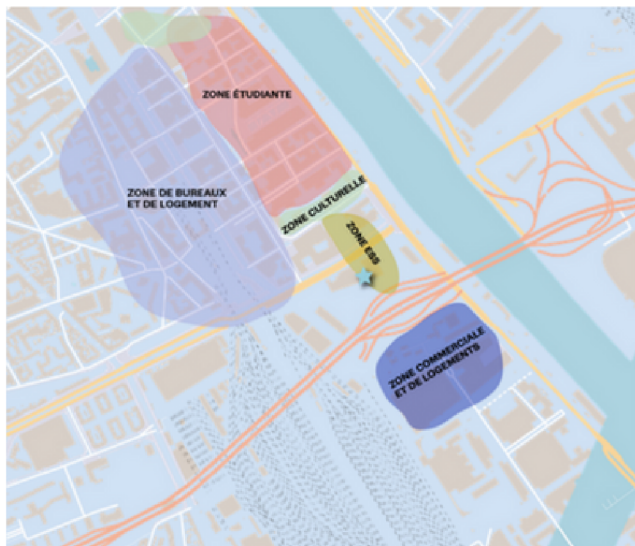 ZONE ÉTUDIANTE
ZONE DE BUREAUX
ET DE LOGEMENT
ZONE CULTURELLE
ZONE ESS
ZONE COMMERCIALE
ET DE LOGEMENTS